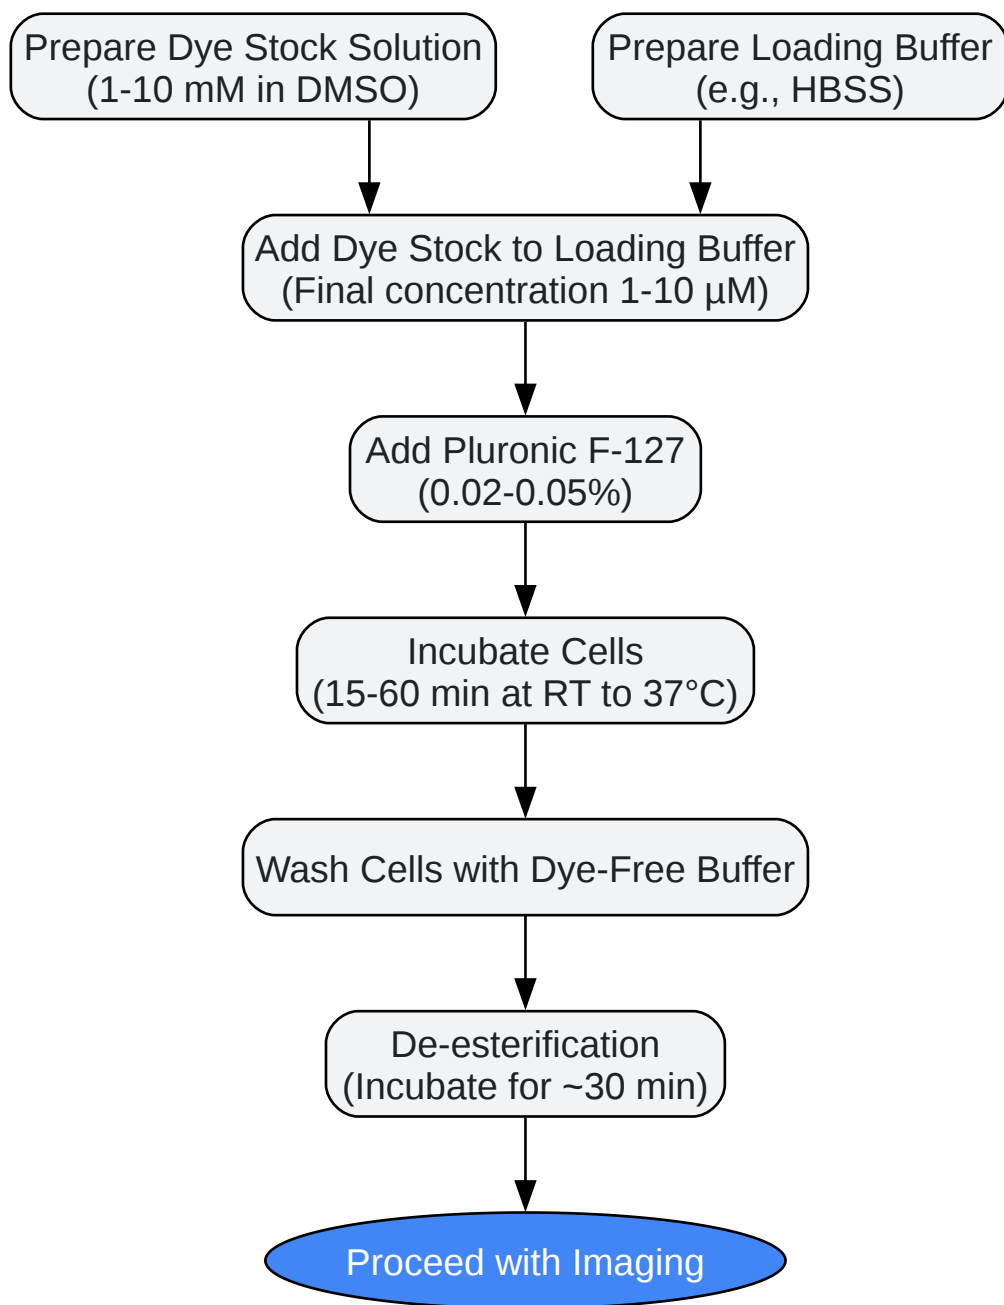 Prepare Dye Stock Solution
(1-10 mM in DMSO)
Prepare Loading Buffer
(e.g., HBSS)
Add Dye Stock to Loading Buffer
(Final concentration 1-10 µM)
Add Pluronic F-127
(0.02-0.05%)
Incubate Cells
(15-60 min at RT to 37°C)
Wash Cells with Dye-Free Buffer
De-esterification
(Incubate for ~30 min)
Proceed with Imaging